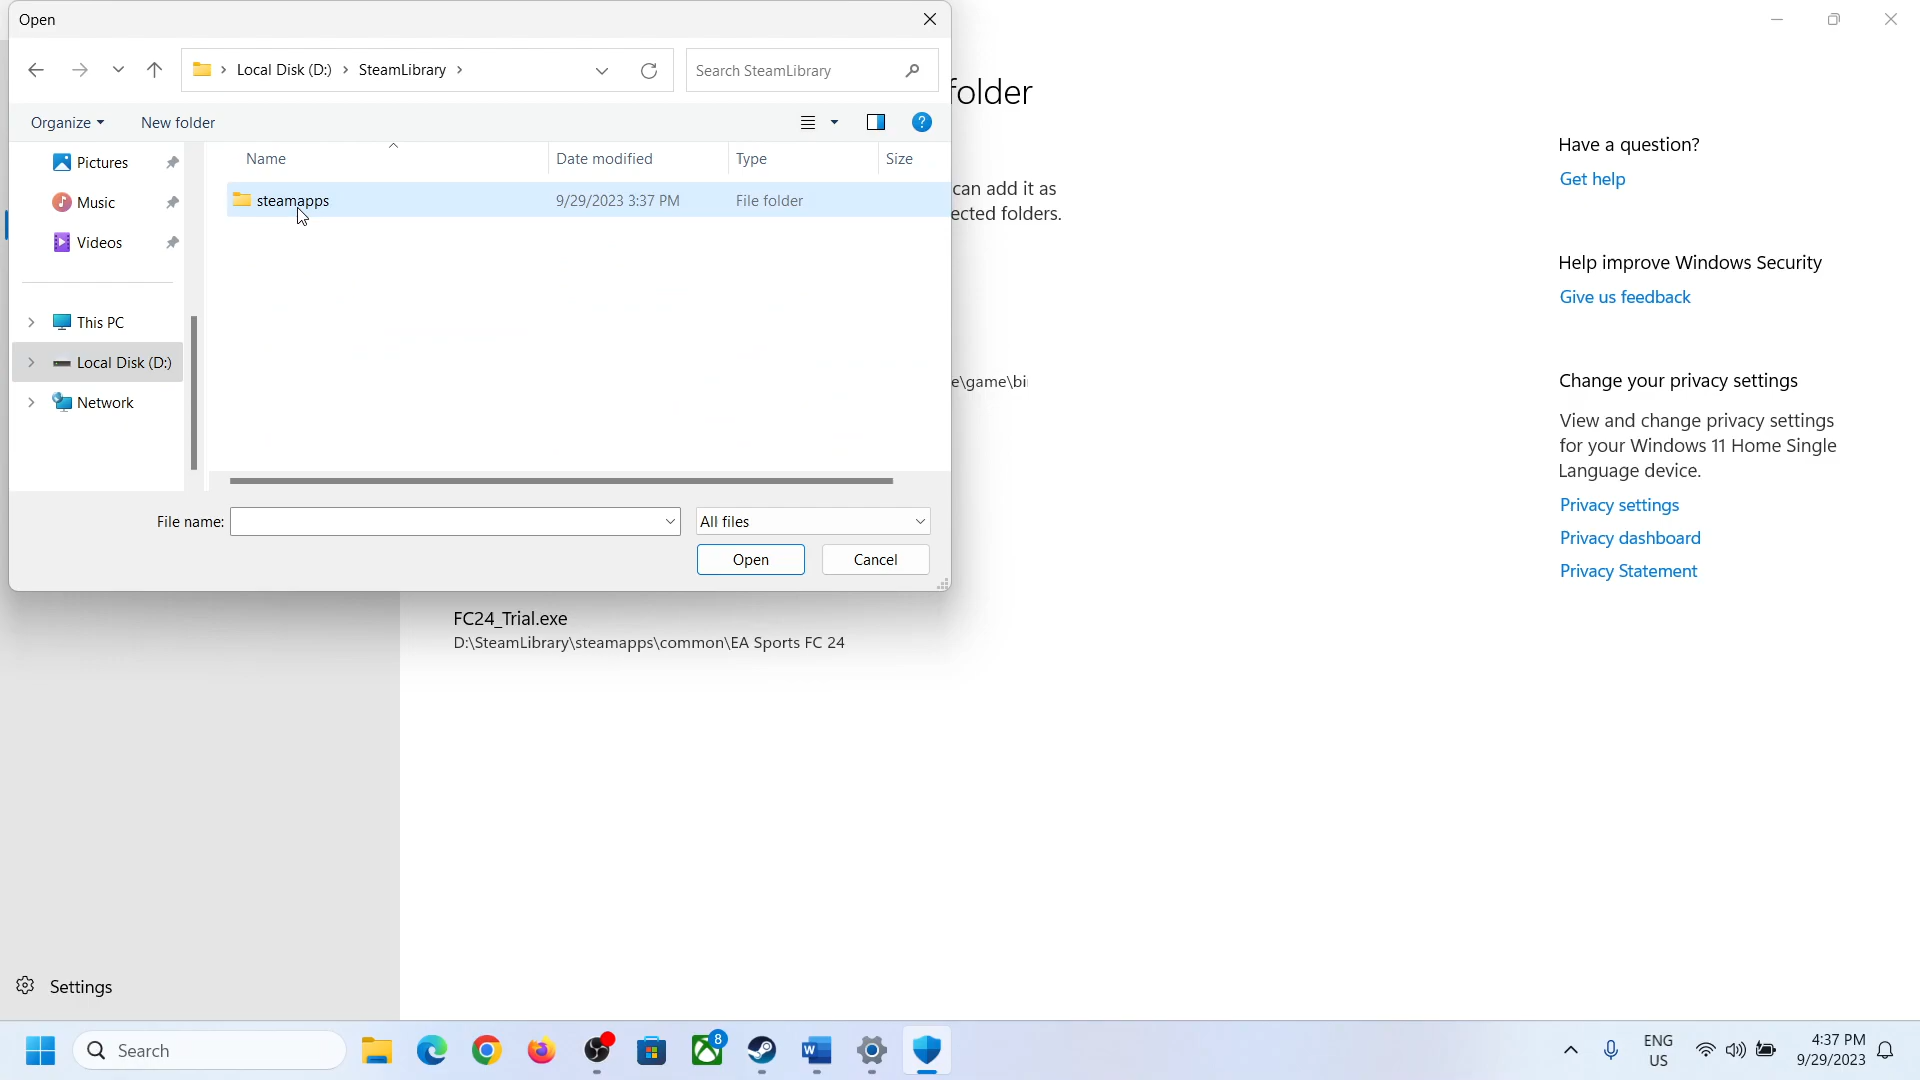 Open
Local Disk (D:) > SteamLibrary >
Search SteamLibrary
Organize
New folder
Name
Date modified
Type
Size
Pictures
Music
Videos
This PC
Local Disk (D:)
Network
steamapps
9/29/2023 3:37 PM
File folder
File name:
All files
Open
Cancel
folder
can add it as
ected folders.
e\game\bi
FC24_Trial.exe
D:\SteamLibrary\steamapps\common\EA Sports FC 24
Have a question?
Get help
Help improve Windows Security
Give us feedback
Change your privacy settings
View and change privacy settings
for your Windows 11 Home Single
Language device.
Privacy settings
Privacy dashboard
Privacy Statement
Settings
Search
8
ENG
US
4:37 PM
9/29/2023